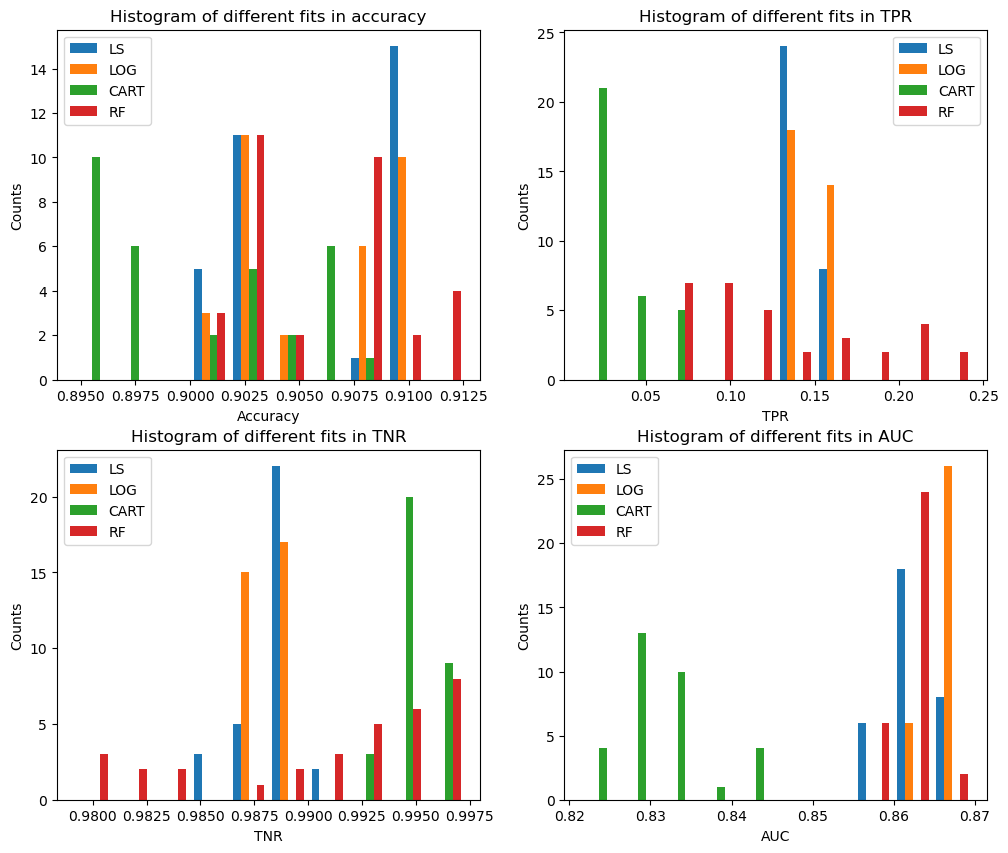 Histogram of different fits in accuracy
LS
LOG
CART
RF
Counts
0
2
4
6
8
10
12
14
0.8950 0.8975 0.9000 0.9025 0.9050 0.9075 0.9100 0.9125
Accuracy
Histogram of different fits in TPR
LS
LOG
CART
RF
Counts
0
5
10
15
20
25
0.05 0.10 0.15 0.20 0.25
TPR
Histogram of different fits in TNR
LS
LOG
CART
RF
Counts
0
5
10
15
20
0.9800 0.9825 0.9850 0.9875 0.9900 0.9925 0.9950 0.9975
TNR
Histogram of different fits in AUC
LS
LOG
CART
RF
Counts
0
5
10
15
20
25
0.82 0.83 0.84 0.85 0.86 0.87
AUC